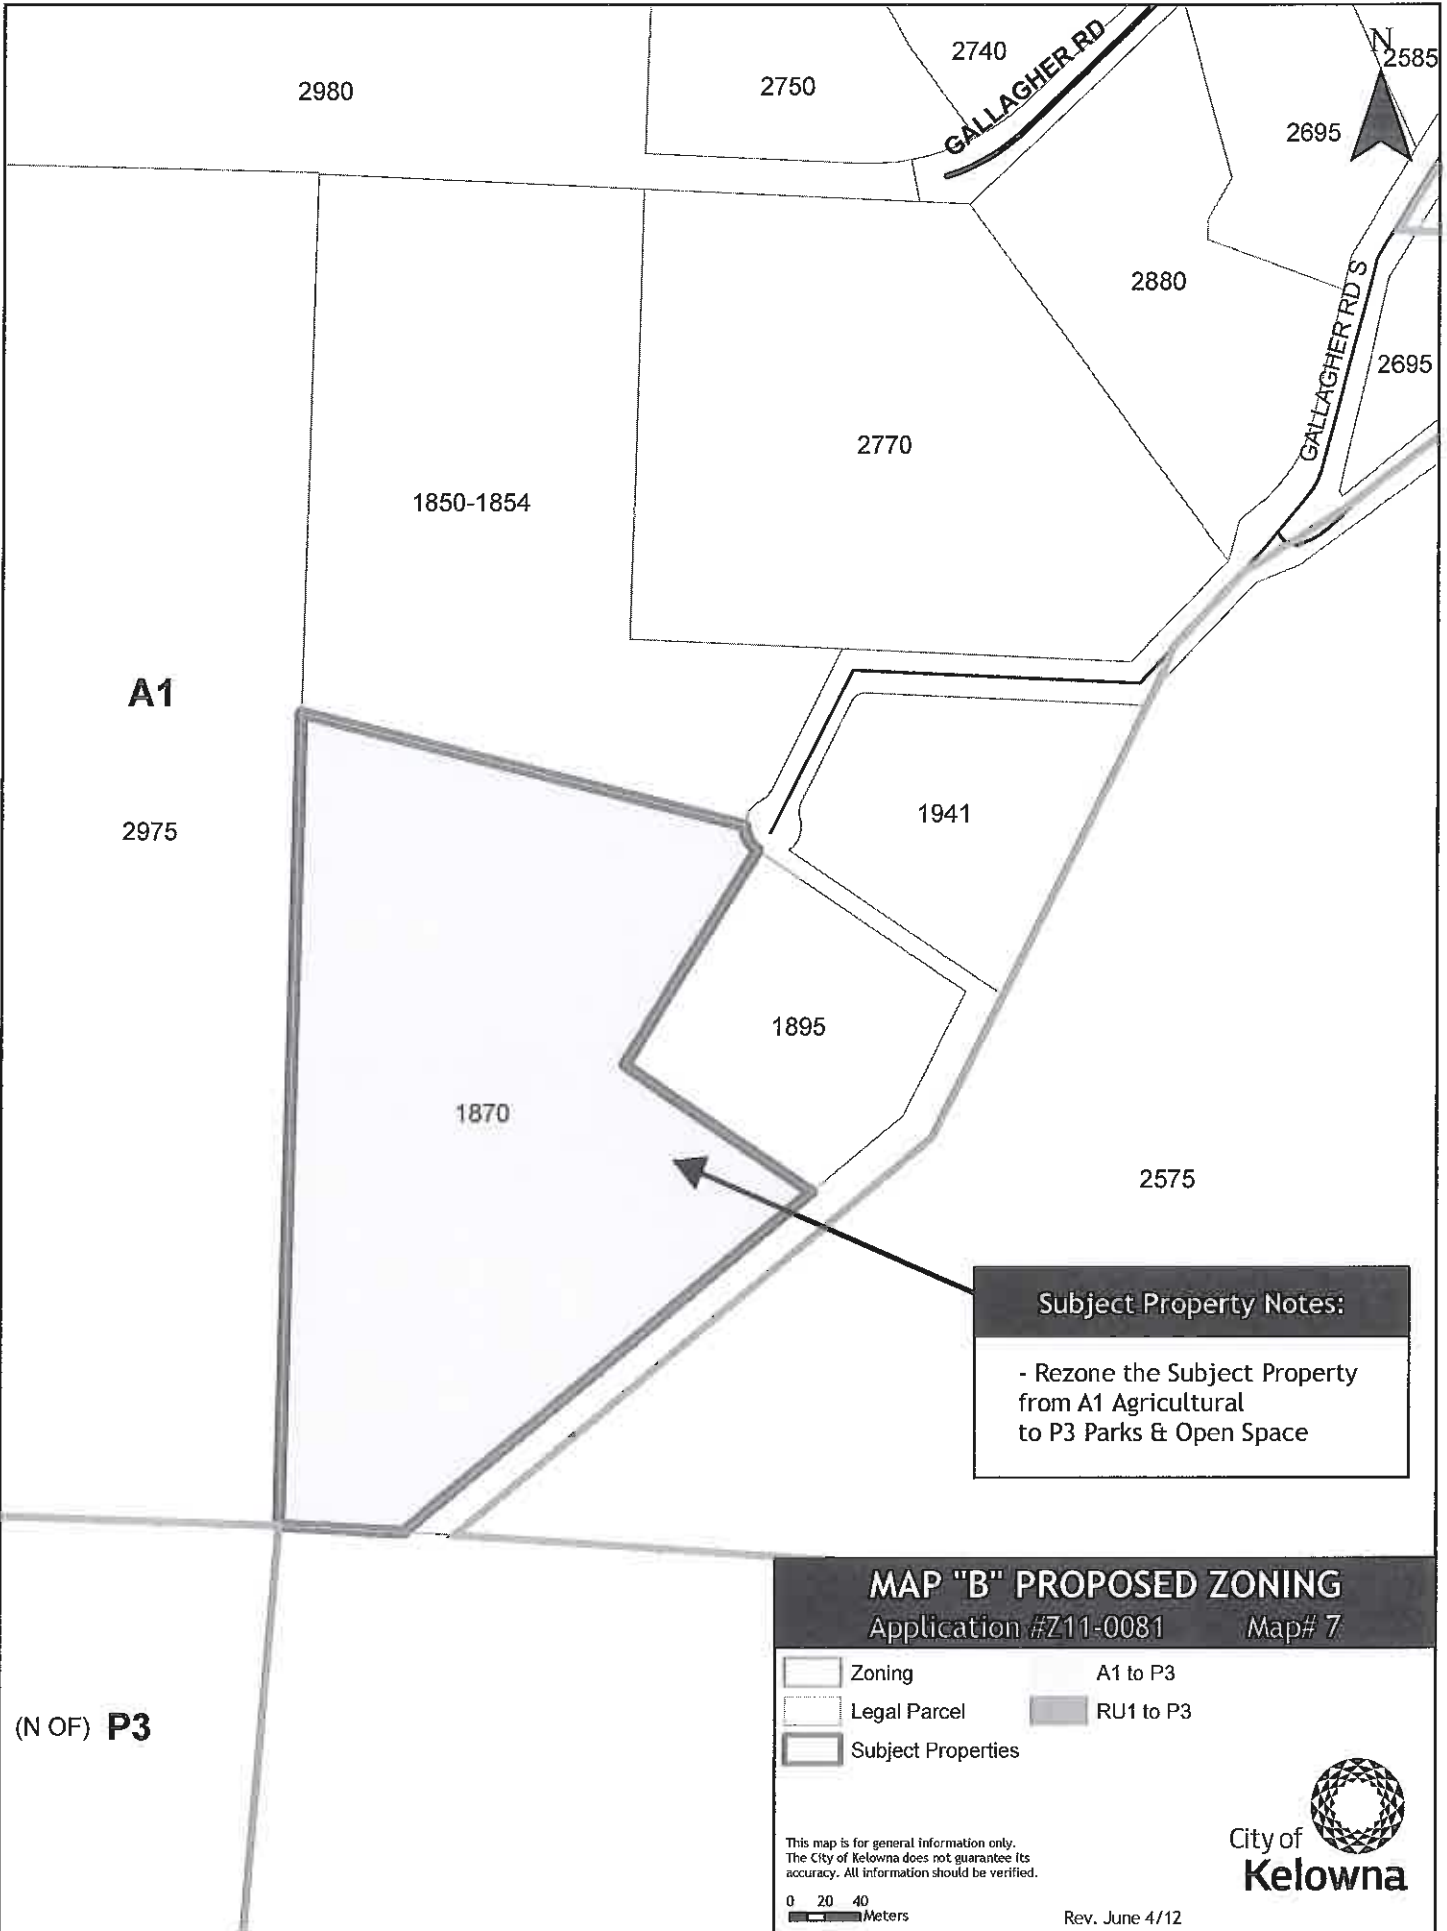 N
2740
2585
2980
2750
GALLAGHER RD
2695
2880
GALLAGHER RD S
2695
2770
1850-1854
A1
1941
2975
1895
1870
2575
Subject Property Notes:
- Rezone the Subject Property
from A1 Agricultural
to P3 Parks & Open Space
MAP "B" PROPOSED ZONING
Application #Z11-0081 Map# 7
Zoning
A1 to P3
Legal Parcel
RU1 to P3
Subject Properties
(N OF) P3
This map is for general information only.
The City of Kelowna does not guarantee its
accuracy. All information should be verified.
0 20 40
Meters
Rev. June 4/12
City of
Kelowna